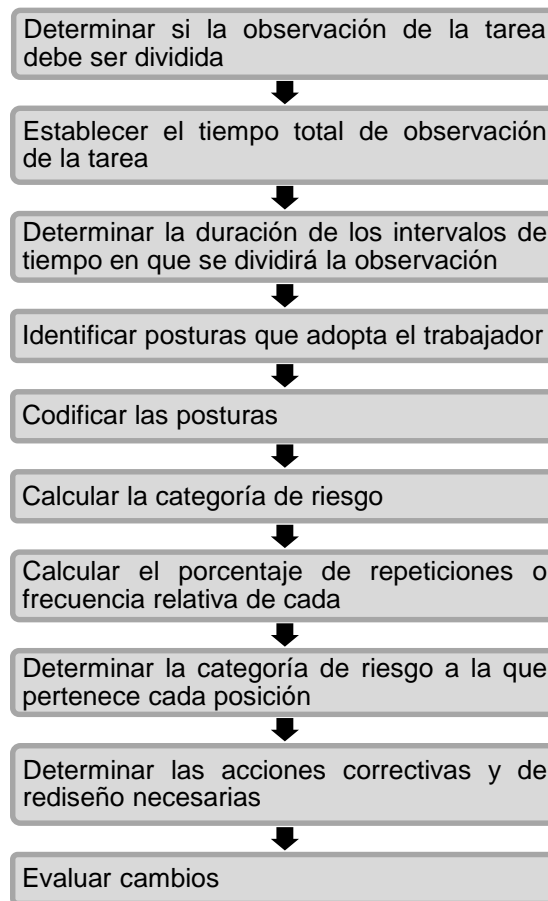 Determinar si la observación de la tarea
debe ser dividida
Establecer el tiempo total de observación
de la tarea
Determinar la duración de los intervalos de
tiempo en que se dividirá la observación
Identificar posturas que adopta el trabajador
Codificar las posturas
Calcular la categoría de riesgo
Calcular el porcentaje de repeticiones o
frecuencia relativa de cada
Determinar la categoría de riesgo a la que
pertenece cada posición
Determinar las acciones correctivas y de
rediseño necesarias
Evaluar cambios